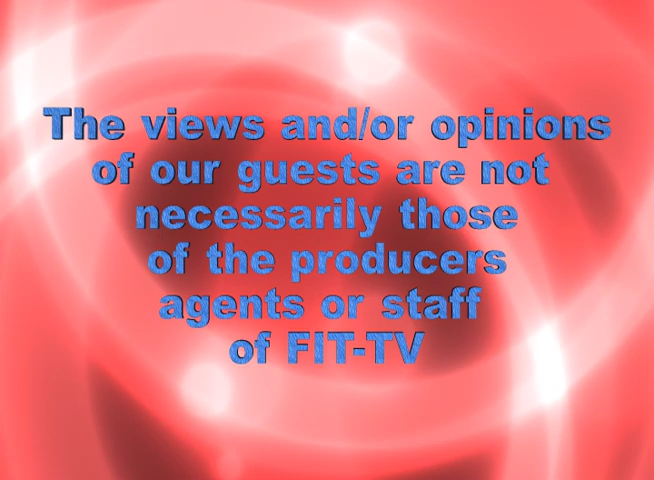 The views and/or opinions
of our guests are not
necessarily those
of the producers
agents or staff
of FIT-TV